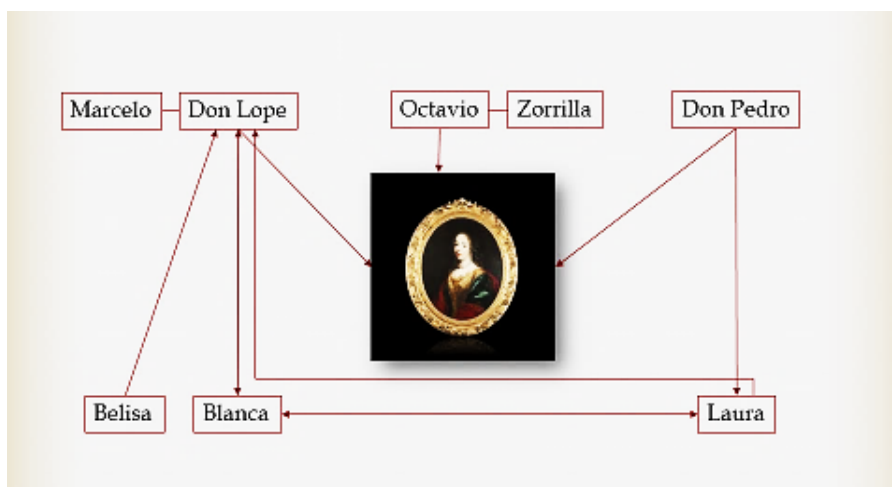 Marcelo
Don Lope
Octavio
Zorrilla
Don Pedro
Belisa
Blanca
Laura